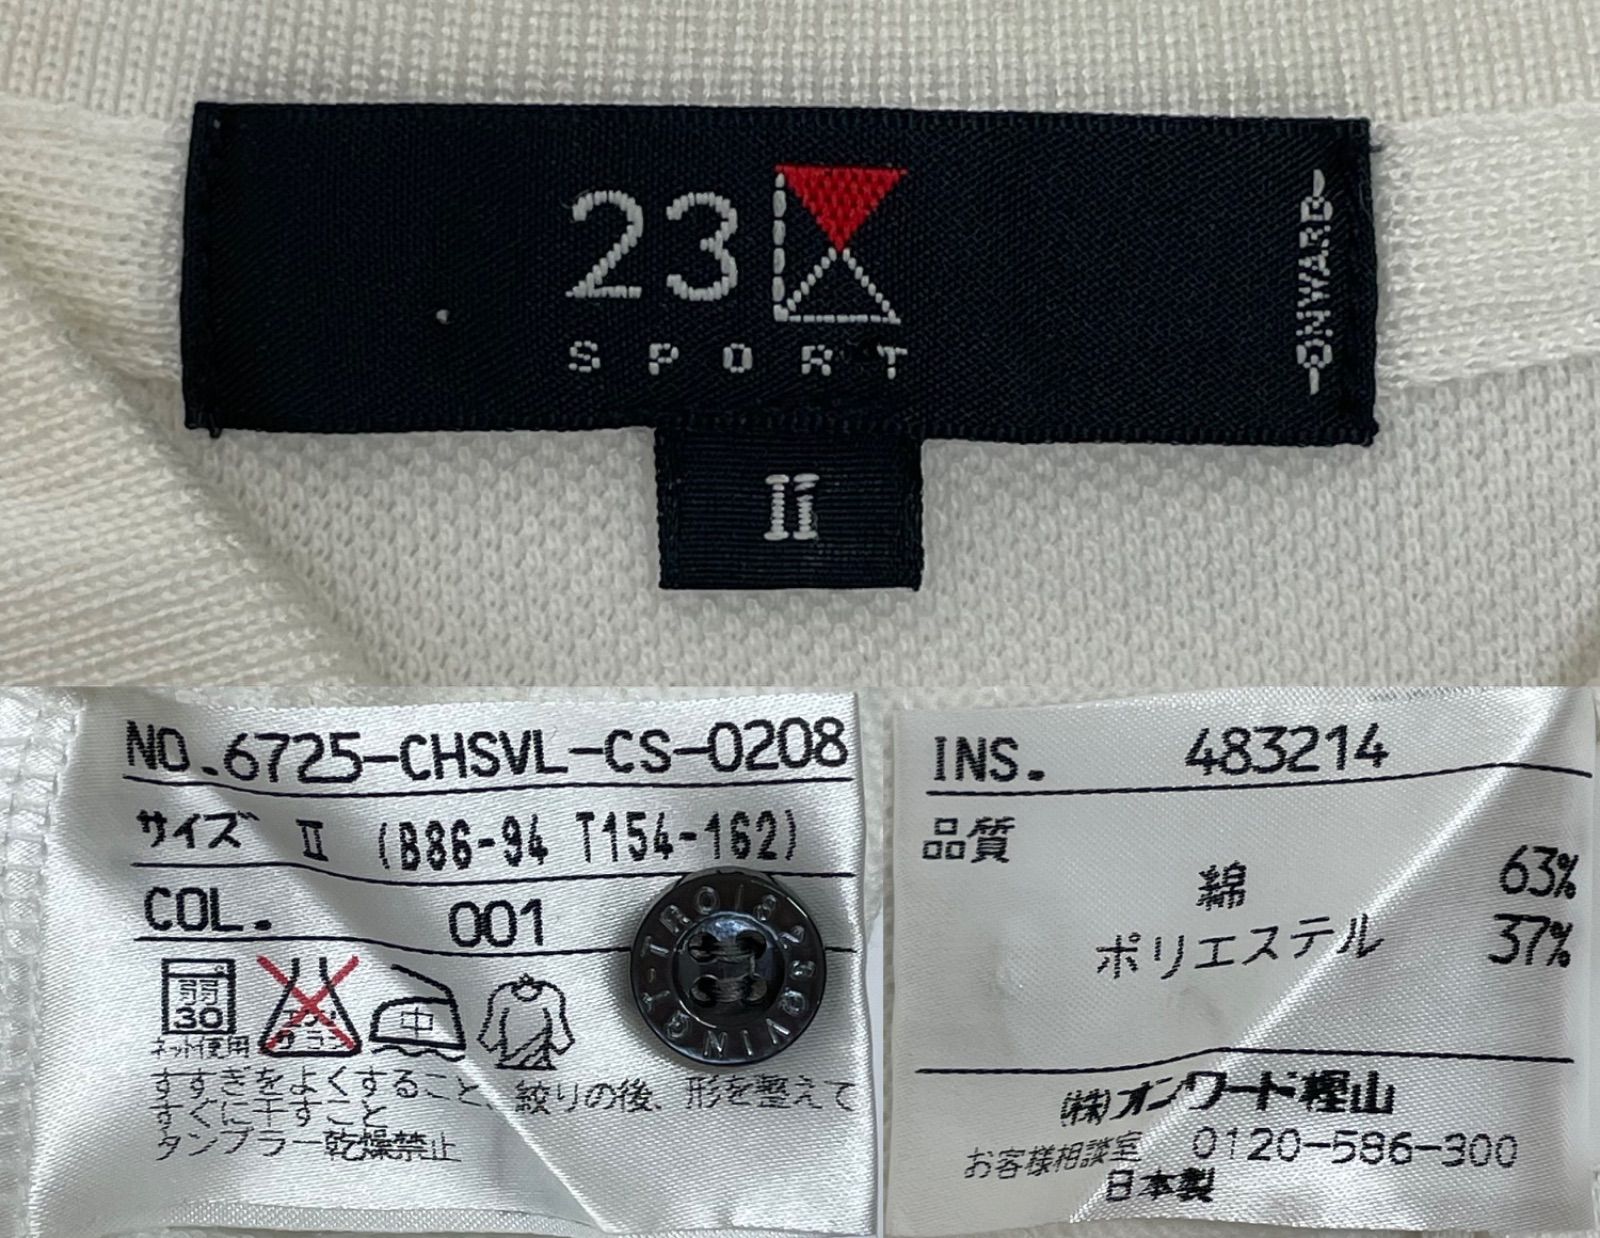 23
SPORT
ONWARD
II
NO.6725-CHSVL-CS-0208
サイズ II (B86-94 T154-162)
COL. 001
弱
30
ネット使用
中
すすぎをよくすること、絞りの後、形を整えて
すぐに干すこと
タンブラー乾燥禁止
INS. 483214
品質
綿 63%
ポリエステル 37%
(株)オンワード樫山
お客様相談室 0120-586-300
日本製